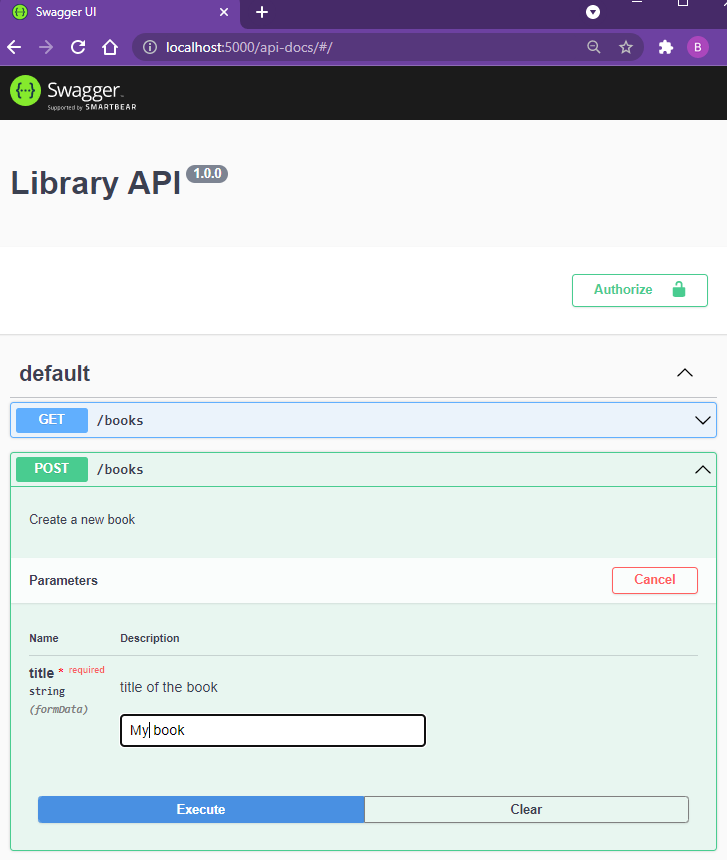 Swagger UI
localhost:5000/api-docs/#/
B
Swagger.
Supported by SMARTBEAR
Library API 1.0.0
Authorize
default
GET /books
POST /books
Create a new book
Parameters Cancel
Name Description
title * required
string
(formData)
title of the book
My book
Execute Clear